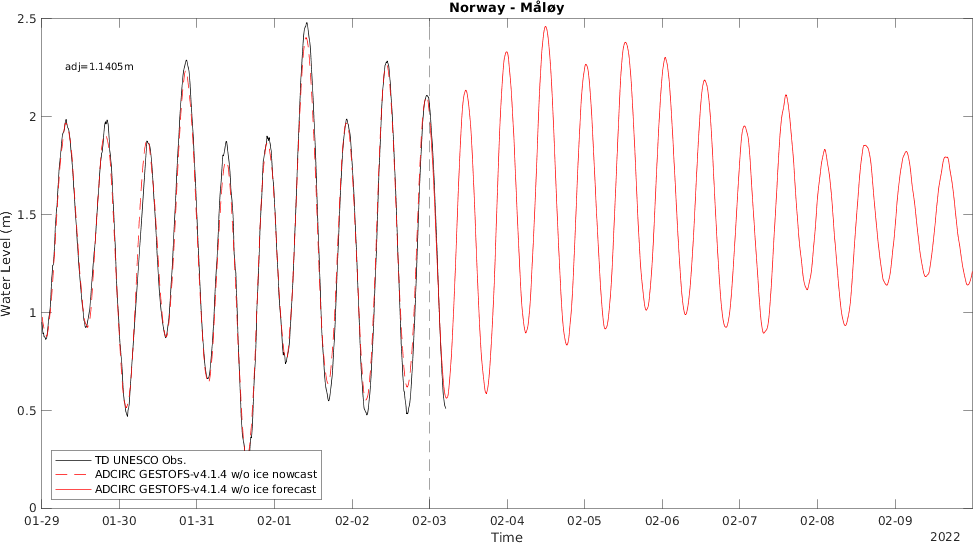 Norway - Måløy
2.5
adj=1.1405m
2
1.5
Water Level (m)
1
0.5
TD UNESCO Obs.
ADCIRC GESTOFS-v4.1.4 w/o ice nowcast
ADCIRC GESTOFS-v4.1.4 w/o ice forecast
0
01-29 01-30 01-31 02-01 02-02 02-03 02-04 02-05 02-06 02-07 02-08 02-09
Time
2022